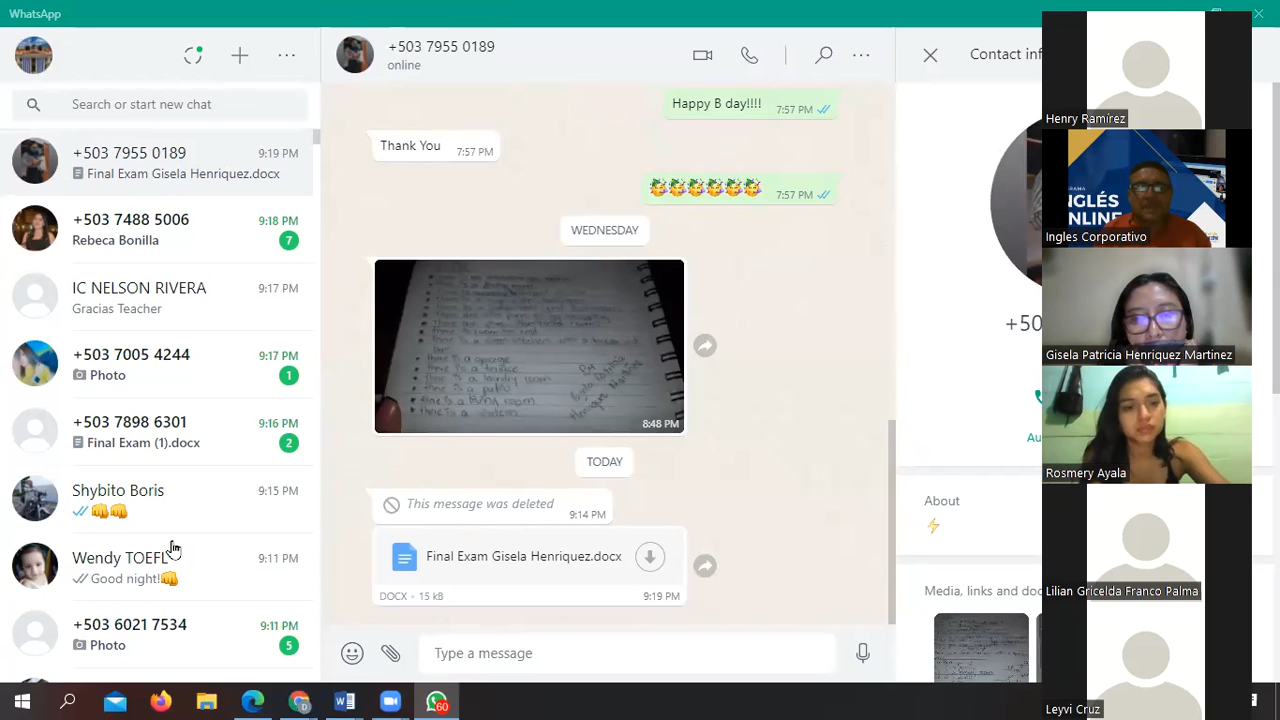 WhatsApp
Search or start new chat
+503 7955 0189
9:19 PM
Final Exam Gisela Henriquez.docx
+503 7488 5006
9:18 PM
Rebeca Bonilla
7
IC NELSON RIVERA
9:17 PM
Gracias Teacher
+503 7005 4244
9:17 PM
Photo
1
+503 7898 6301
9:16 PM
Final Exam (1).docx
2
Shybito Boris
9:15 PM
Wendy TOEFL
9:11 PM
Good night!
+503 6021 7534
9:11 PM
Photo
5
+503 7955 0189
online
Happy B day!!!!
7:57 PM
Thank You
7:57 PM
7:57 PM
WEDNESDAY
8:48 PM
TODAY
This message was deleted
9:14 PM
Final Exam Gisela Henriquez.docx
DOCX • 15 kB
9:19 PM
Type a message
Contact inf
+50
Au
About
Media, links and doc
Henry Ramírez
INGLÉS
ONLINE
Ingles Corporativo
Gisela Patricia Henriquez Martinez
Rosmery Ayala
Lilian Gricelda Franco Palma
Leyvi Cruz
60